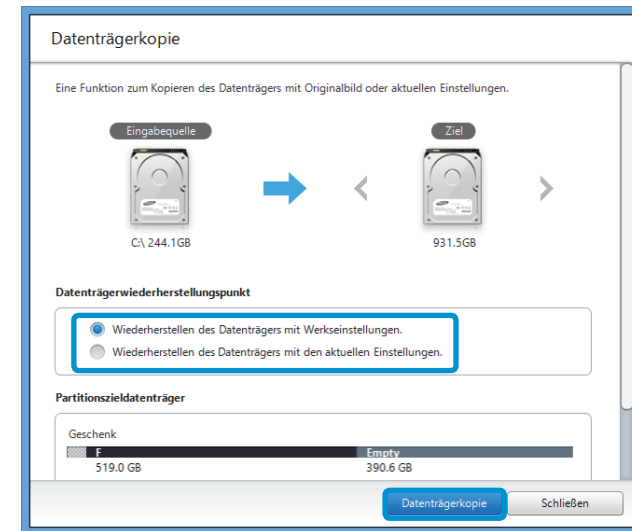 Datenträgerkopie
Eine Funktion zum Kopieren des Datenträgers mit Originalbild oder aktuellen Einstellungen.
Eingabequelle
Ziel
C:\ 244.1GB
931.5GB
Datenträgerwiederherstellungspunkt
Wiederherstellen des Datenträgers mit Werkseinstellungen.
Wiederherstellen des Datenträgers mit den aktuellen Einstellungen.
Partitionszieldatenträger
Geschenk
F Empty
519.0 GB 390.6 GB
Datenträgerkopie Schließen